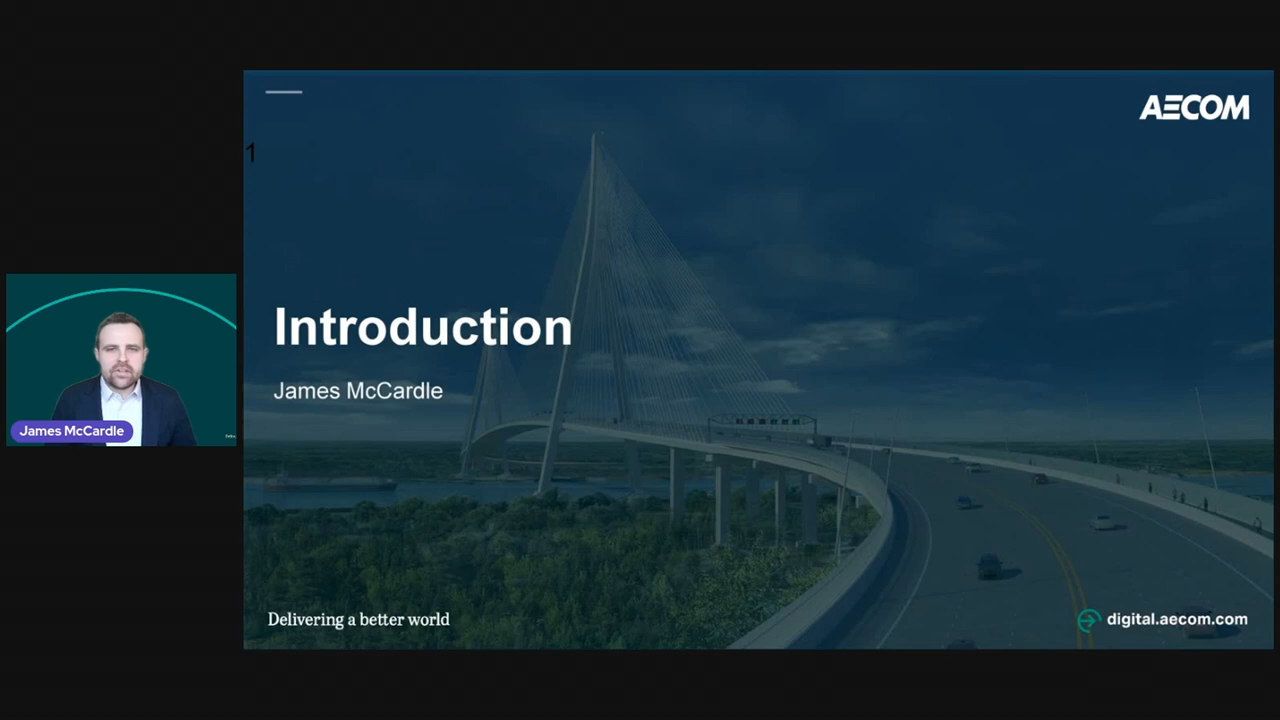 AECOM
1
Introduction
James McCardle
James McCardle
Delivering a better world
digital.aecom.com